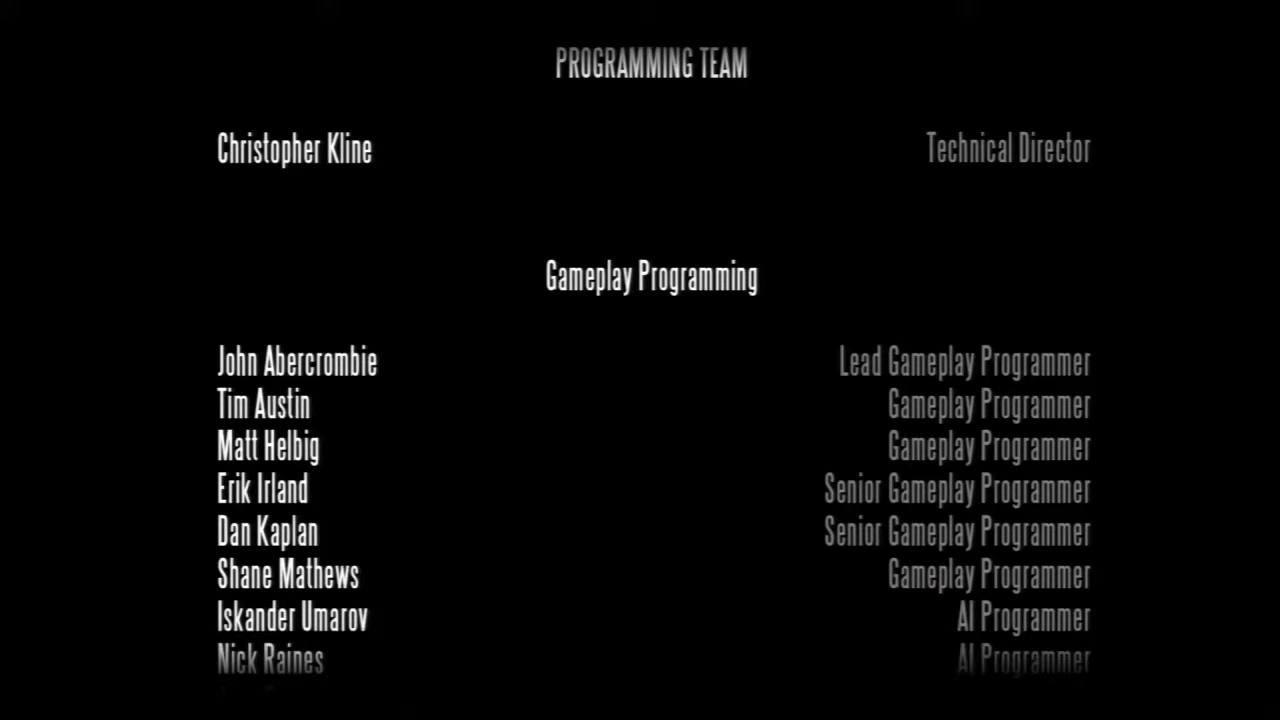 PROGRAMMING TEAM
Christopher Kline Technical Director
Gameplay Programming
John Abercrombie Lead Gameplay Programmer
Tim Austin Gameplay Programmer
Matt Helbig Gameplay Programmer
Erik Irland Senior Gameplay Programmer
Dan Kaplan Senior Gameplay Programmer
Shane Mathews Gameplay Programmer
Iskander Umarov AI Programmer
Nick Raines AI Programmer